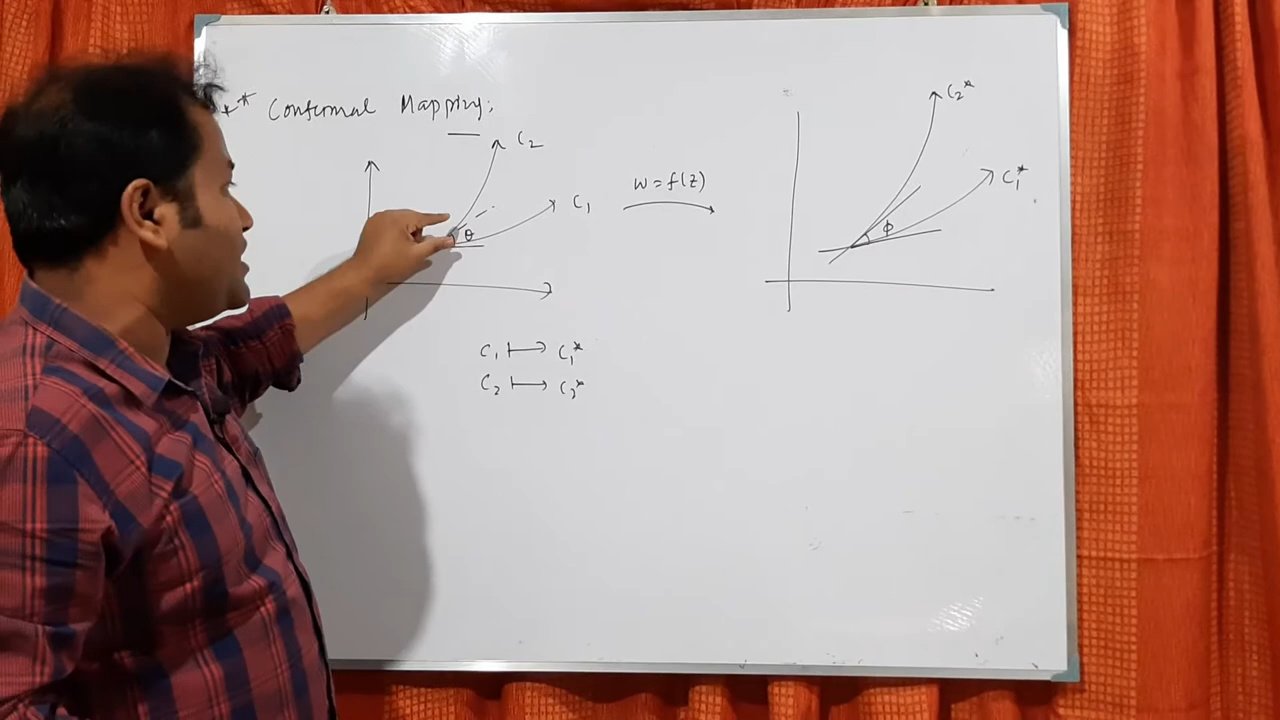 ** Conformal Mapping:
C₂
C₁
θ
w = f(z)
C₂*
C₁*
φ
C₁ ↦ C₁*
C₂ ↦ C₂*